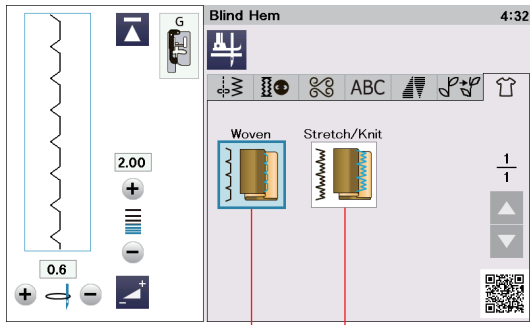 G
2.00
0.6
Blind Hem
4:32
ABC
Woven
Stretch/Knit
1
1